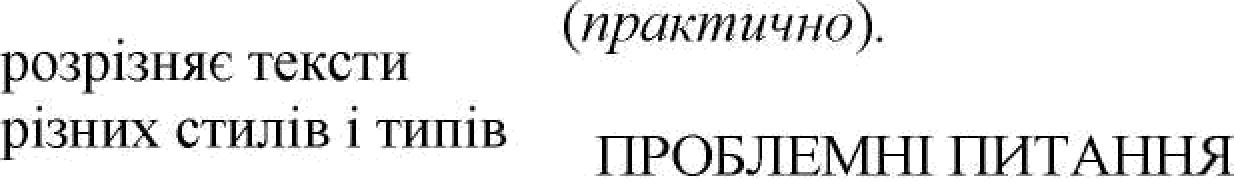 розрізняє тексти
різних стилів і типів
(практично).
ПРОБЛЕМНІ ПИТАННЯ